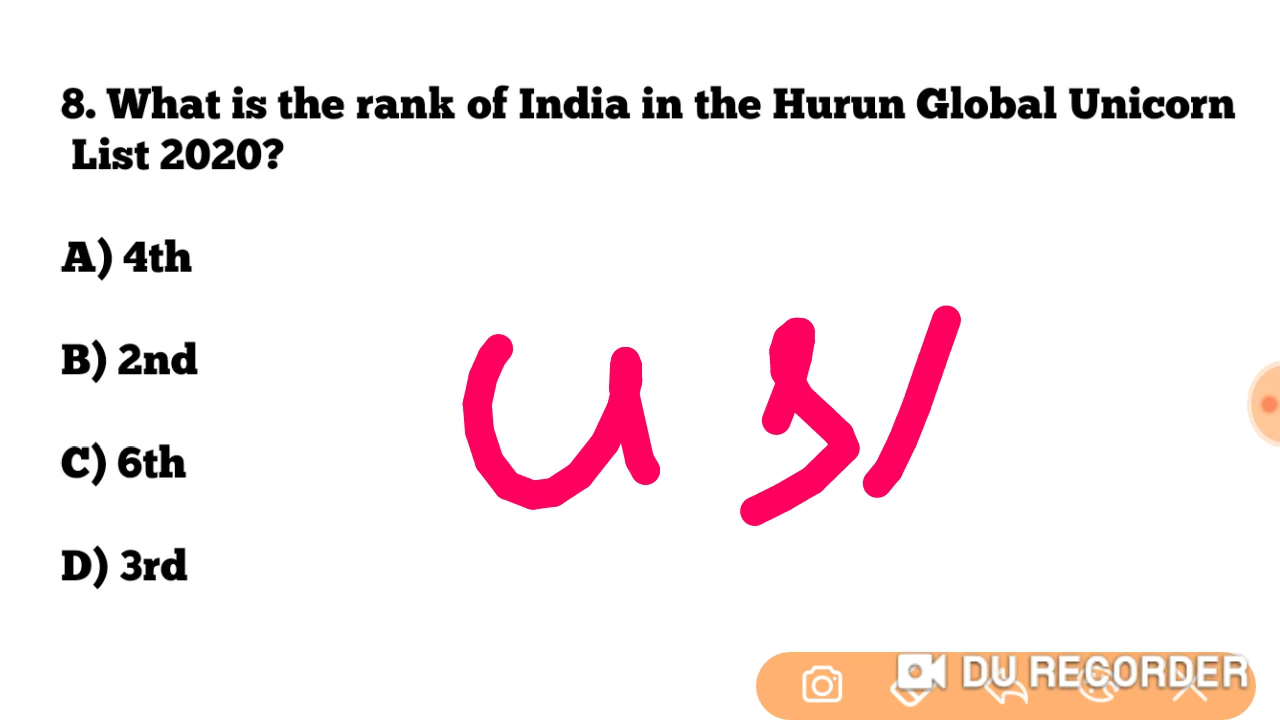 8. What is the rank of India in the Hurun Global Unicorn
List 2020?
A) 4th
B) 2nd
C) 6th
D) 3rd
us
DU RECORDER